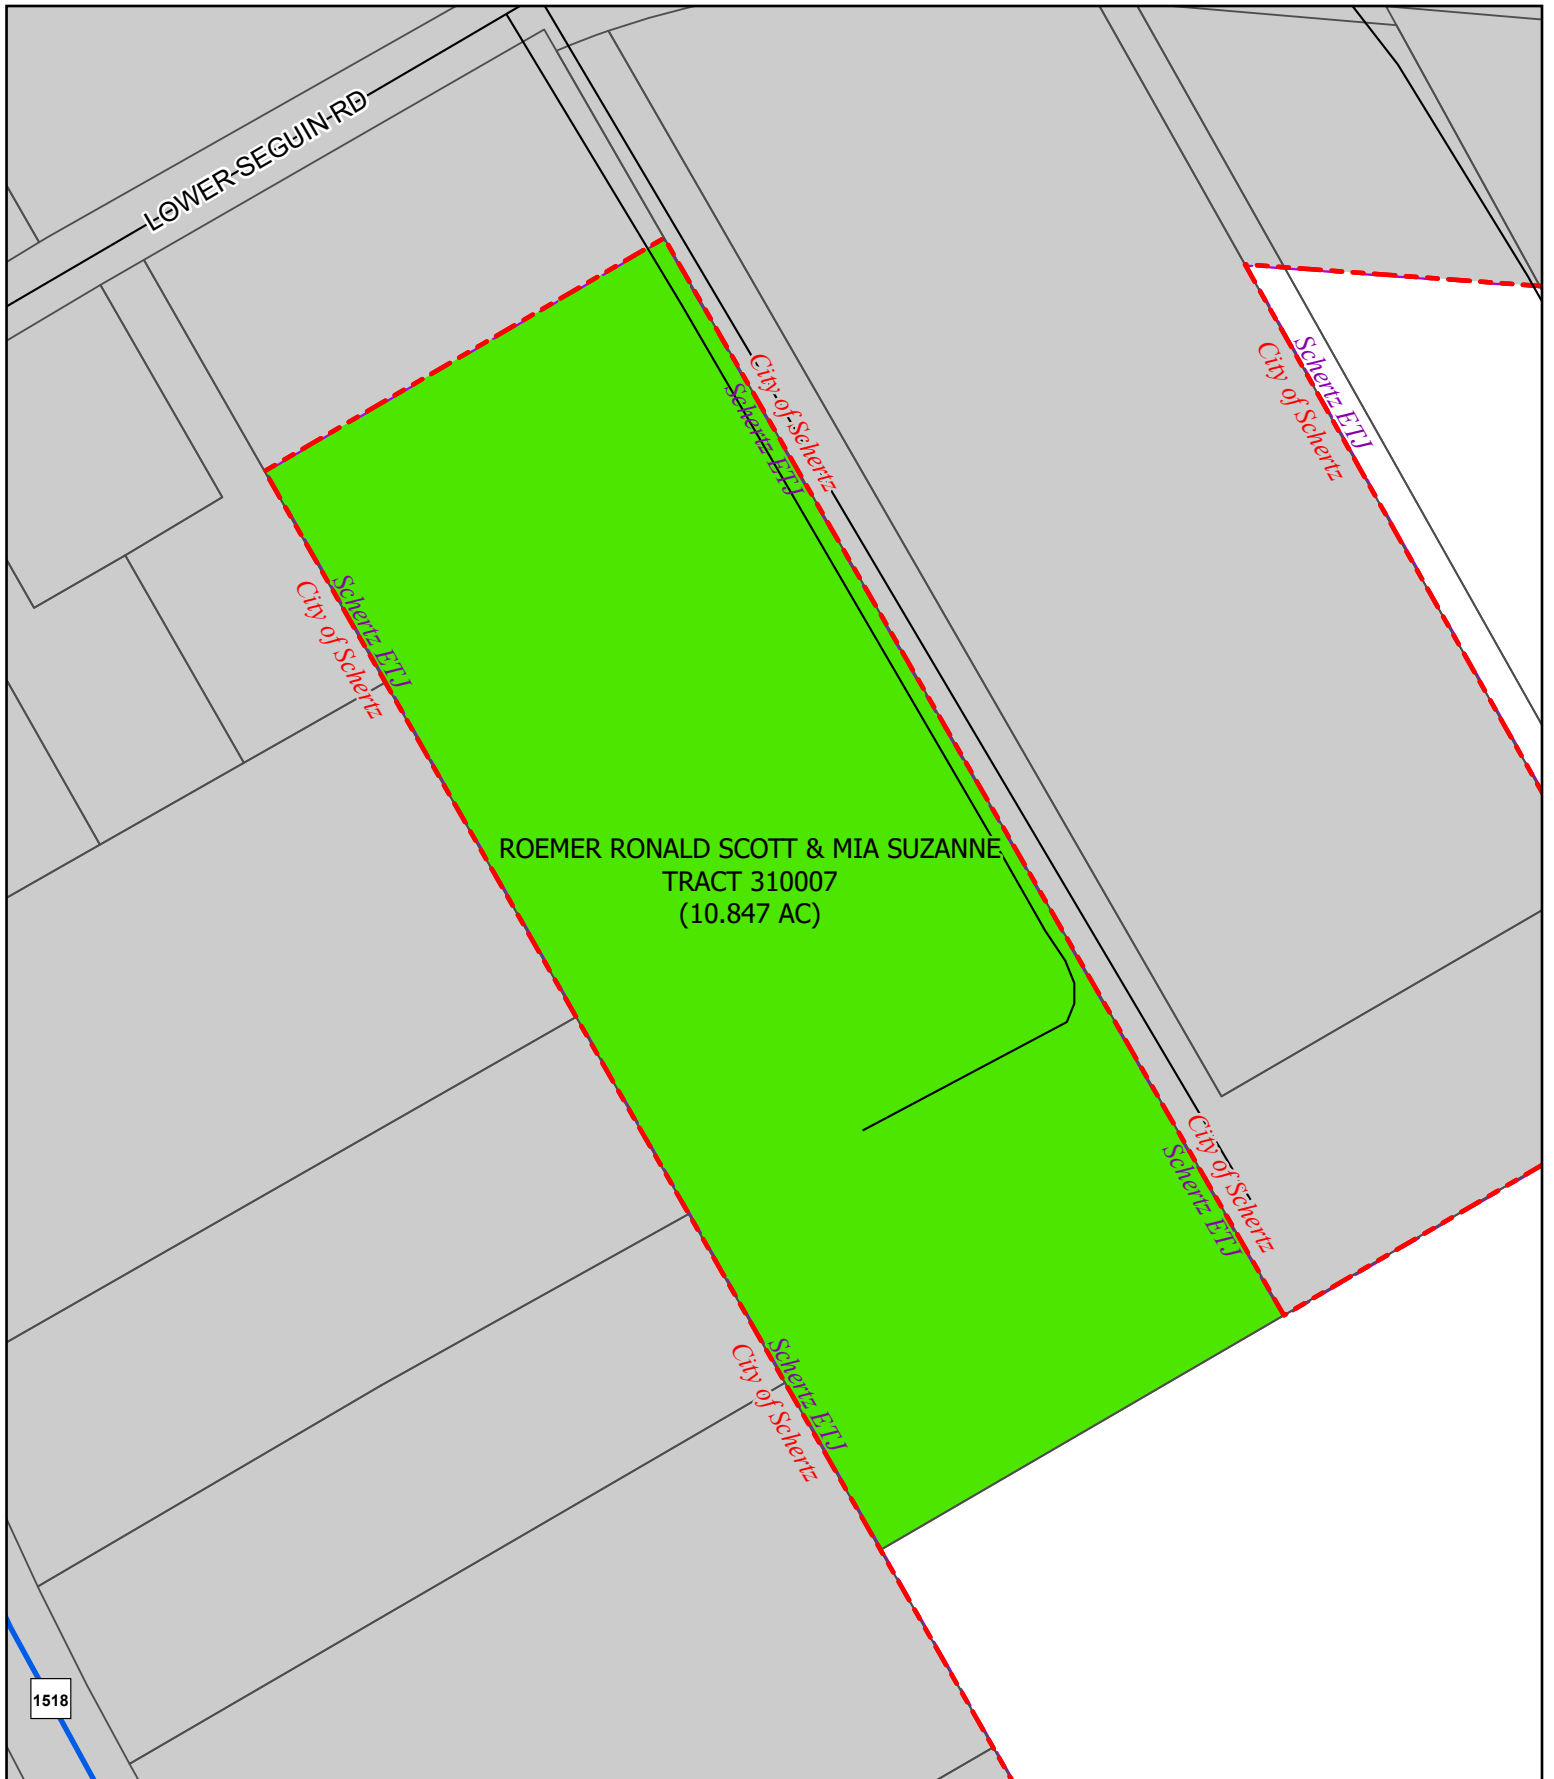 LOWER-SEGUIN-RD
City of Schertz
Schertz ETJ
Schertz ETJ
City of Schertz
Schertz ETJ
City of Schertz
ROEMER RONALD SCOTT & MIA SUZANNE
TRACT 310007
(10.847 AC)
City of Schertz
Schertz ETJ
Schertz ETJ
City of Schertz
1518